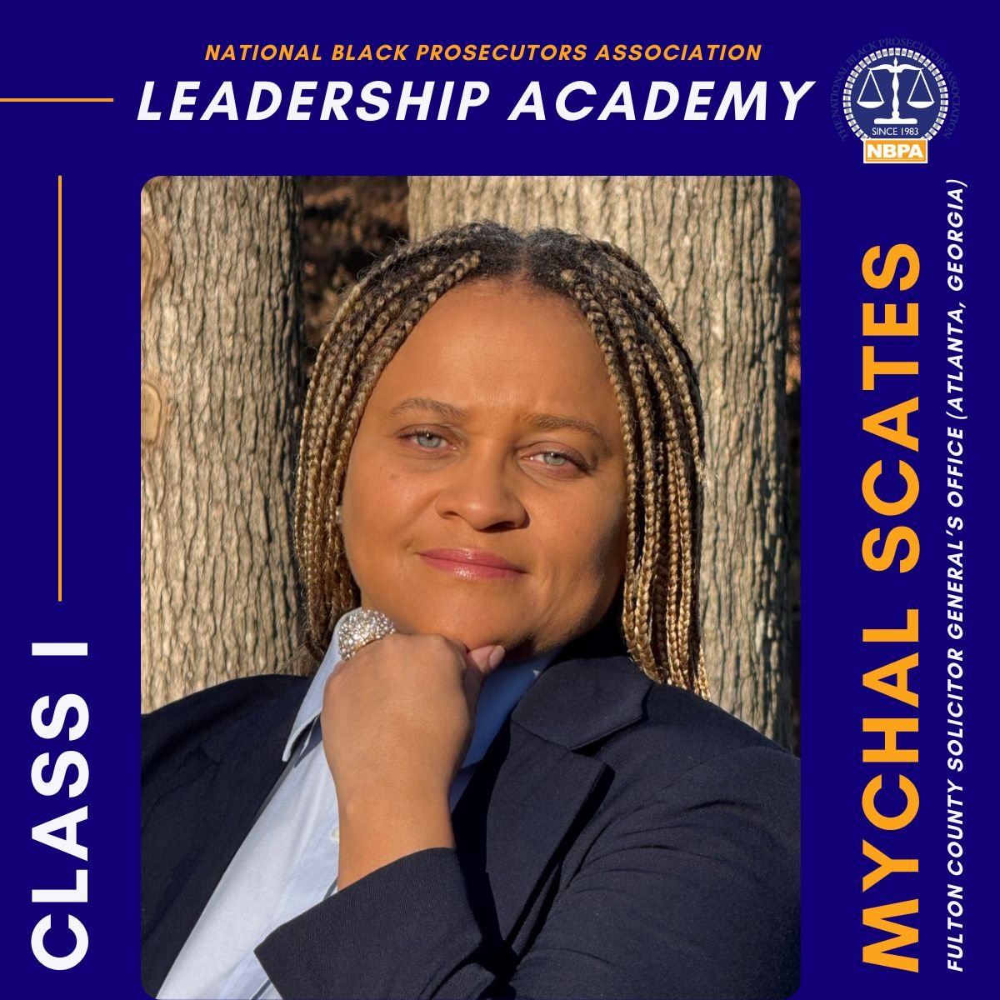 NATIONAL BLACK PROSECUTORS ASSOCIATION
LEADERSHIP ACADEMY
THE NATIONAL BLACK PROSECUTORS ASSOCIATION
SINCE 1983
NBPA
CLASS I
MYCHAL SCATES
FULTON COUNTY SOLICITOR GENERAL'S OFFICE (ATLANTA, GEORGIA)